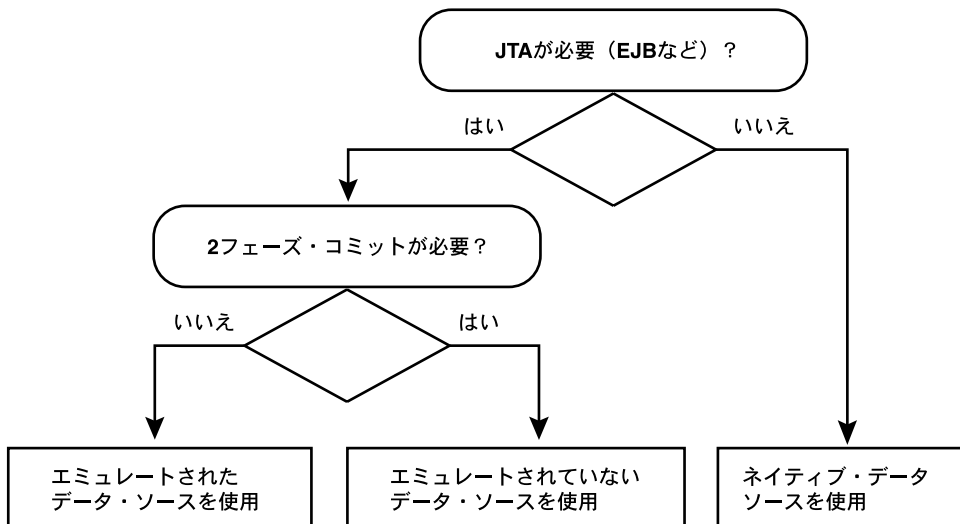 JTAが必要（EJBなど）？
はい
いいえ
2フェーズ・コミットが必要？
いいえ
はい
エミュレートされた
データ・ソースを使用
エミュレートされていない
データ・ソースを使用
ネイティブ・データ
ソースを使用